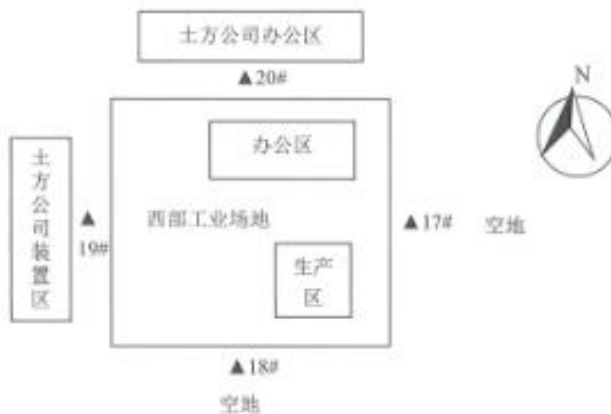 土方公司办公区
▲20#
N
办公区
土方公司装置区
▲
19#
西部工业场地
▲17#
空地
生产
区
▲18#
空地